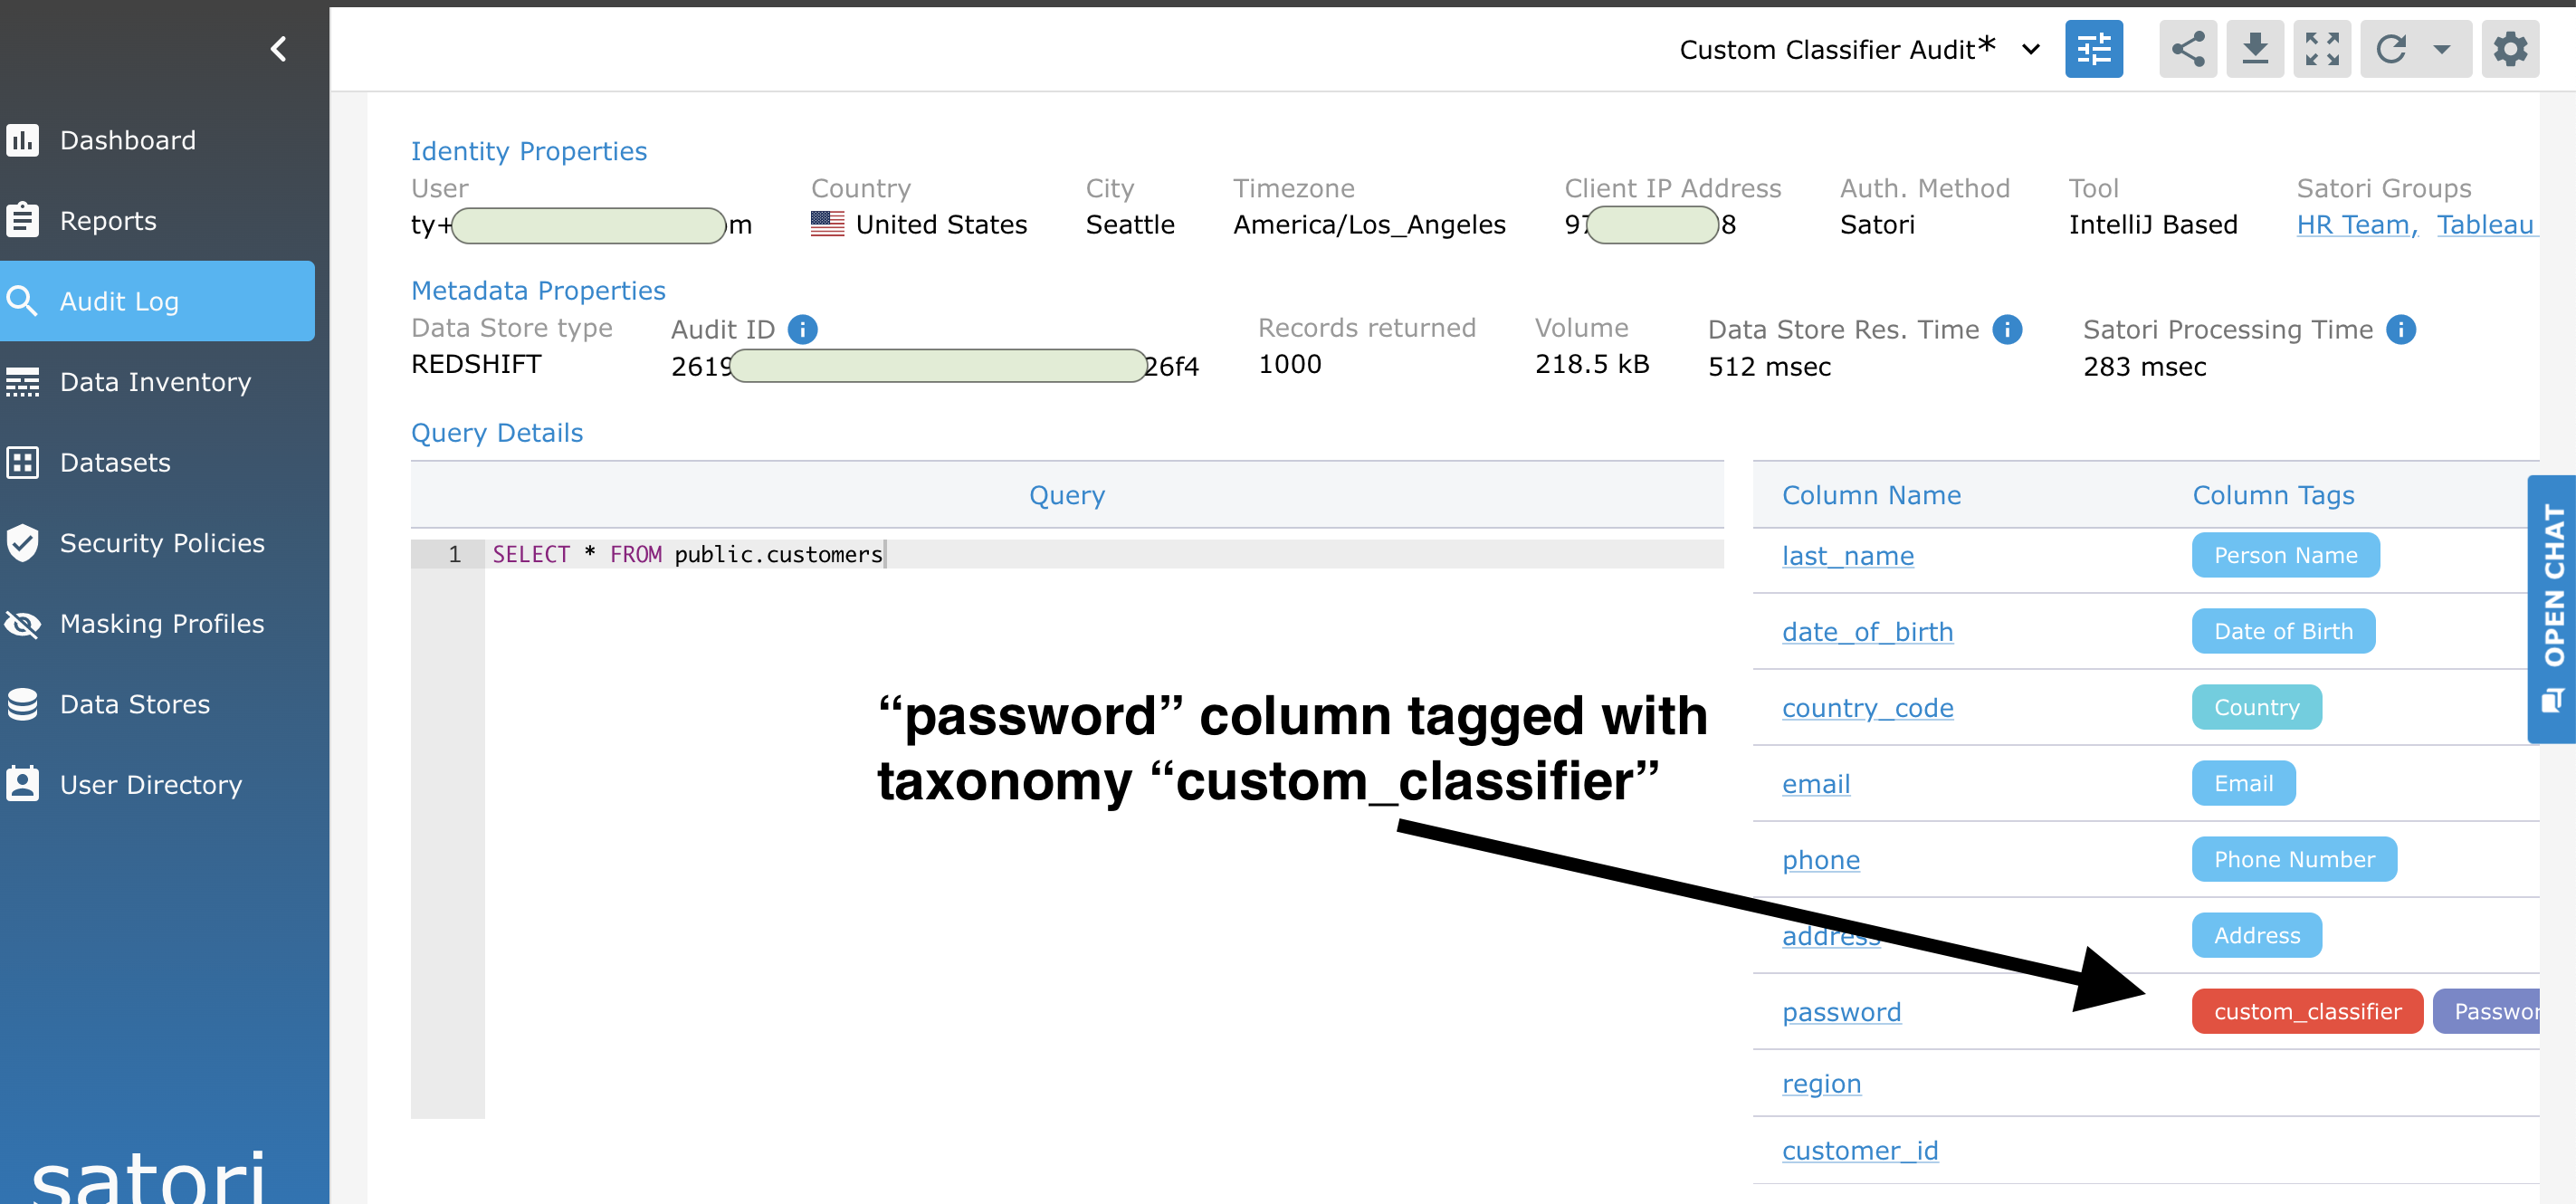 Custom Classifier Audit*
Dashboard
Reports
Audit Log
Data Inventory
Datasets
Security Policies
Masking Profiles
Data Stores
User Directory
satori
Identity Properties
User Country City Timezone Client IP Address Auth. Method Tool Satori Groups
ty+ m United States Seattle America/Los_Angeles 97 8 Satori IntelliJ Based HR Team, Tableau
Metadata Properties
Data Store type Audit ID i Records returned Volume Data Store Res. Time i Satori Processing Time i
REDSHIFT 2619 26f4 1000 218.5 kB 512 msec 283 msec
Query Details
Query
1 SELECT * FROM public.customers
“password” column tagged with
taxonomy “custom_classifier”
Column Name Column Tags
last_name Person Name
date_of_birth Date of Birth
country_code Country
email Email
phone Phone Number
address Address
password custom_classifier Passwor
region
customer_id
OPEN CHAT